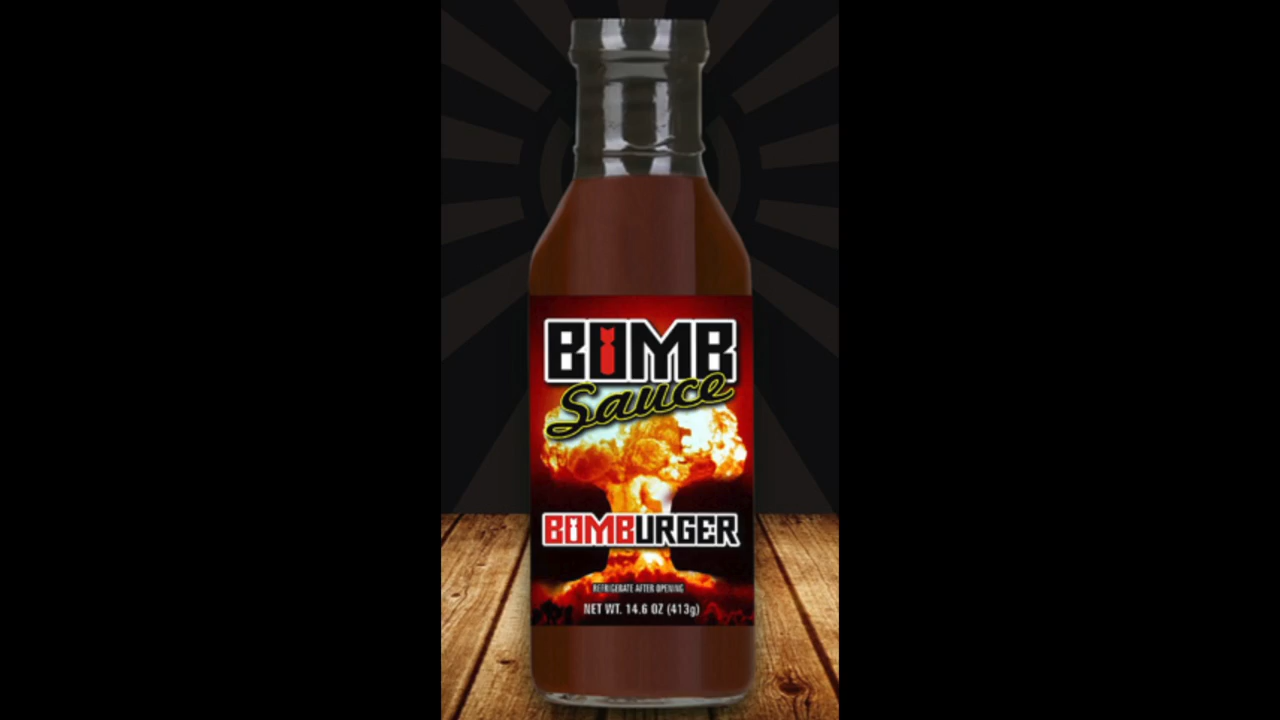 BOMB
Sauce
BOMBURGER
REFRIGERATE AFTER OPENING
NET WT. 14.6 OZ (413g)